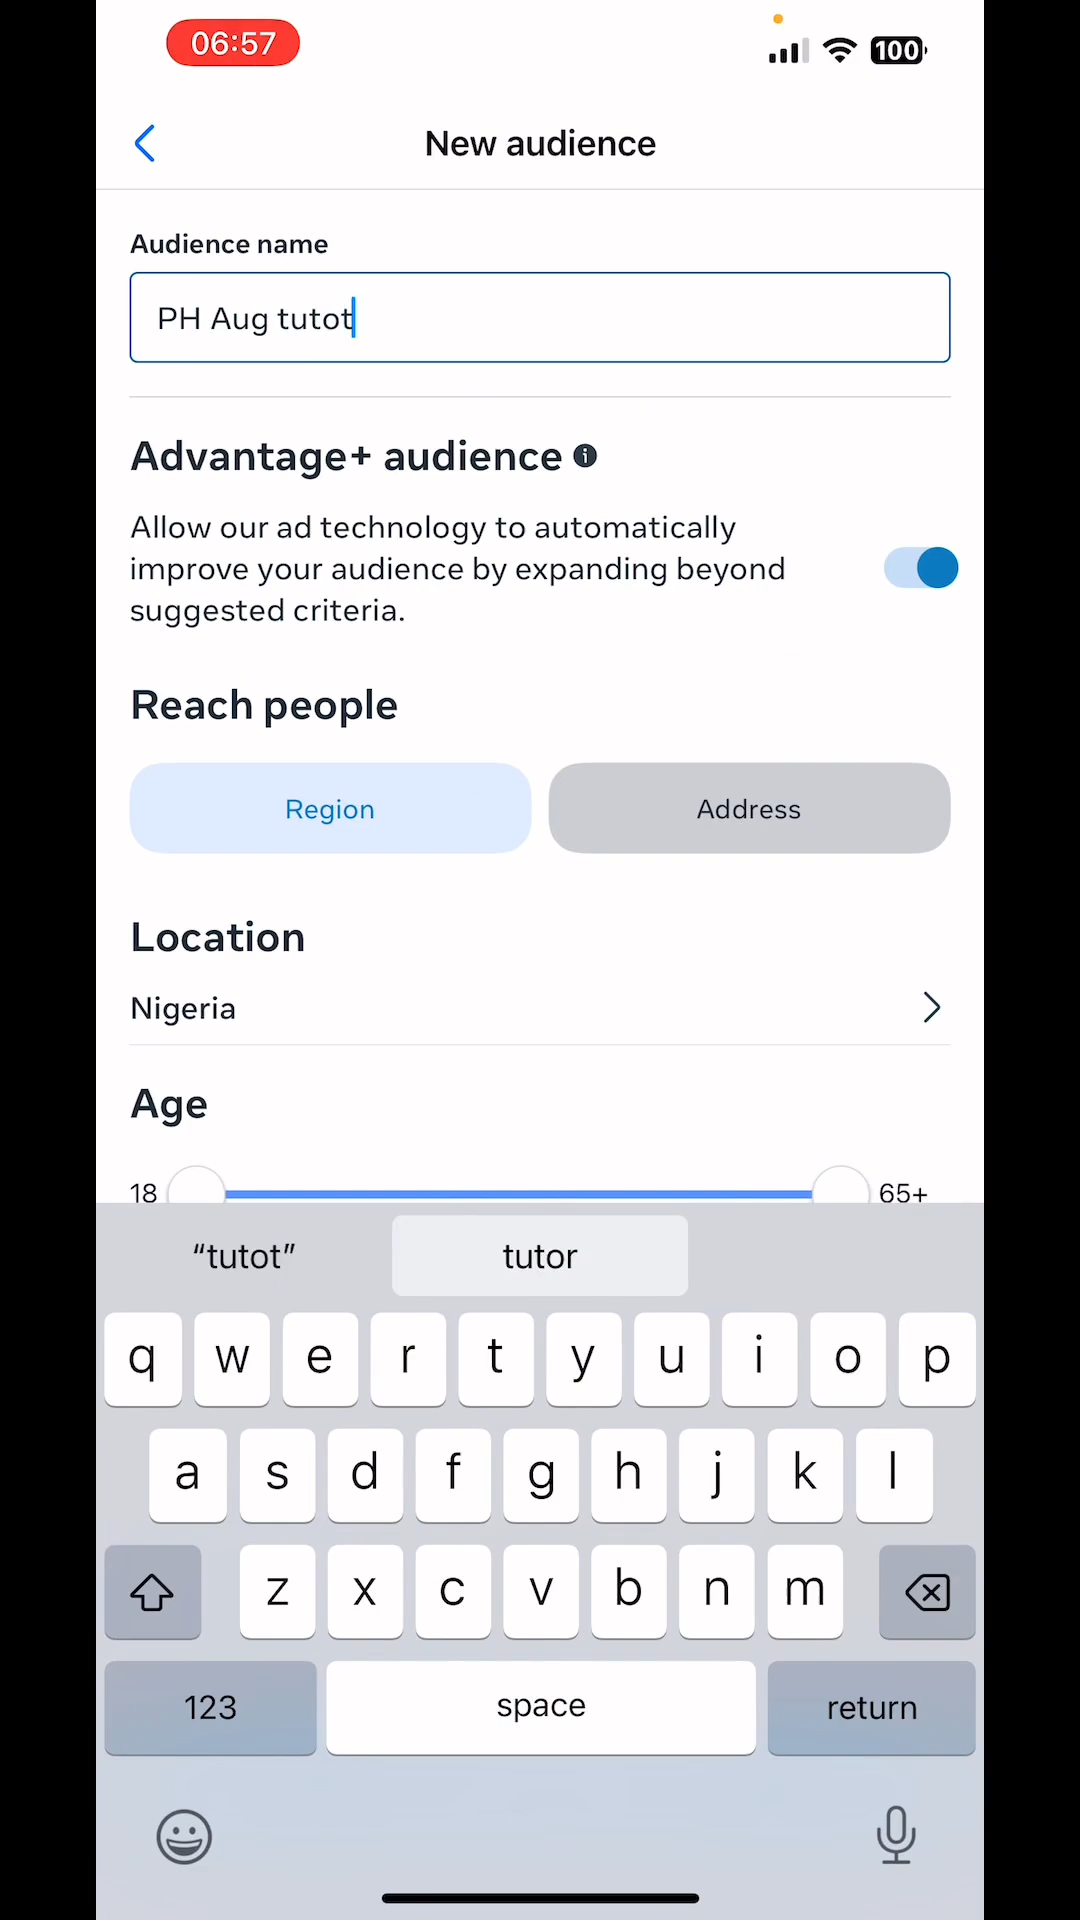 06:57
100
New audience
Audience name
PH Aug tutot
Advantage+ audience
Allow our ad technology to automatically
improve your audience by expanding beyond
suggested criteria.
Reach people
Region Address
Location
Nigeria
Age
18 65+
“tutot” tutor
q w e r t y u i o p
a s d f g h j k l
z x c v b n m
123 space return